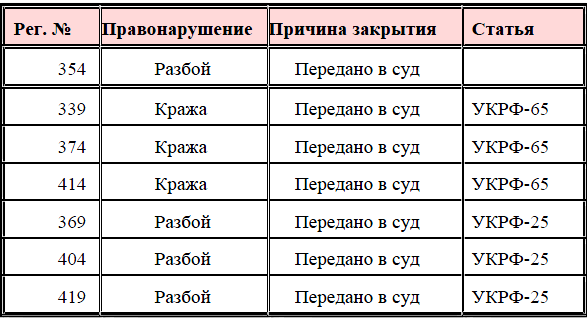 Рег. № Правонарушение Причина закрытия Статья
354 Разбой Передано в суд
339 Кража Передано в суд УКРФ-65
374 Кража Передано в суд УКРФ-65
414 Кража Передано в суд УКРФ-65
369 Разбой Передано в суд УКРФ-25
404 Разбой Передано в суд УКРФ-25
419 Разбой Передано в суд УКРФ-25